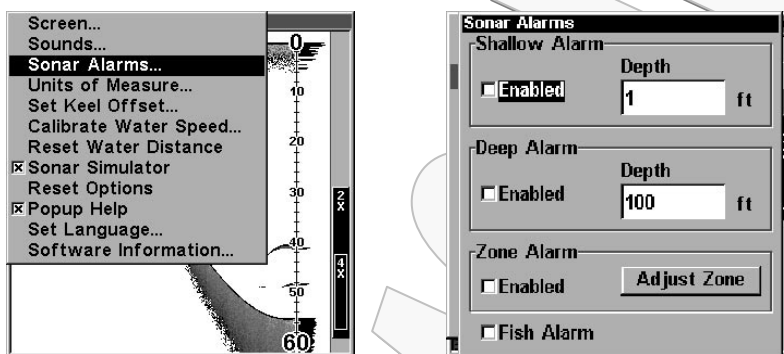 Screen...
Sounds...
Sonar Alarms...
Units of Measure...
Set Keel Offset...
Calibrate Water Speed...
Reset Water Distance
Sonar Simulator
Reset Options
Popup Help
Set Language...
Software Information...
0
10
20
30
40
50
60
2X
4X
Sonar Alarms
Shallow Alarm
Depth
Enabled
1 ft
Deep Alarm
Depth
Enabled
100 ft
Zone Alarm
Enabled
Adjust Zone
Fish Alarm